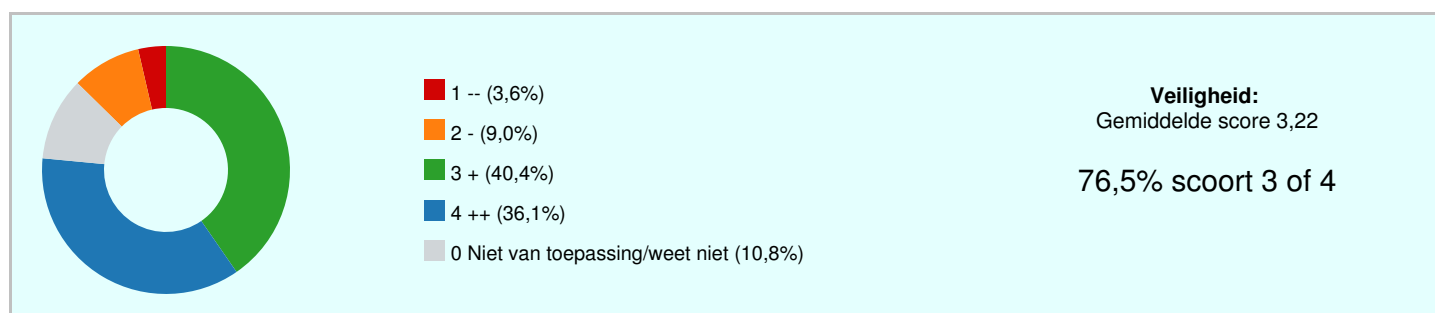 1 -- (3,6%)
2 - (9,0%)
3 + (40,4%)
4 ++ (36,1%)
0 Niet van toepassing/weet niet (10,8%)
Veiligheid:
Gemiddelde score 3,22
76,5% scoort 3 of 4